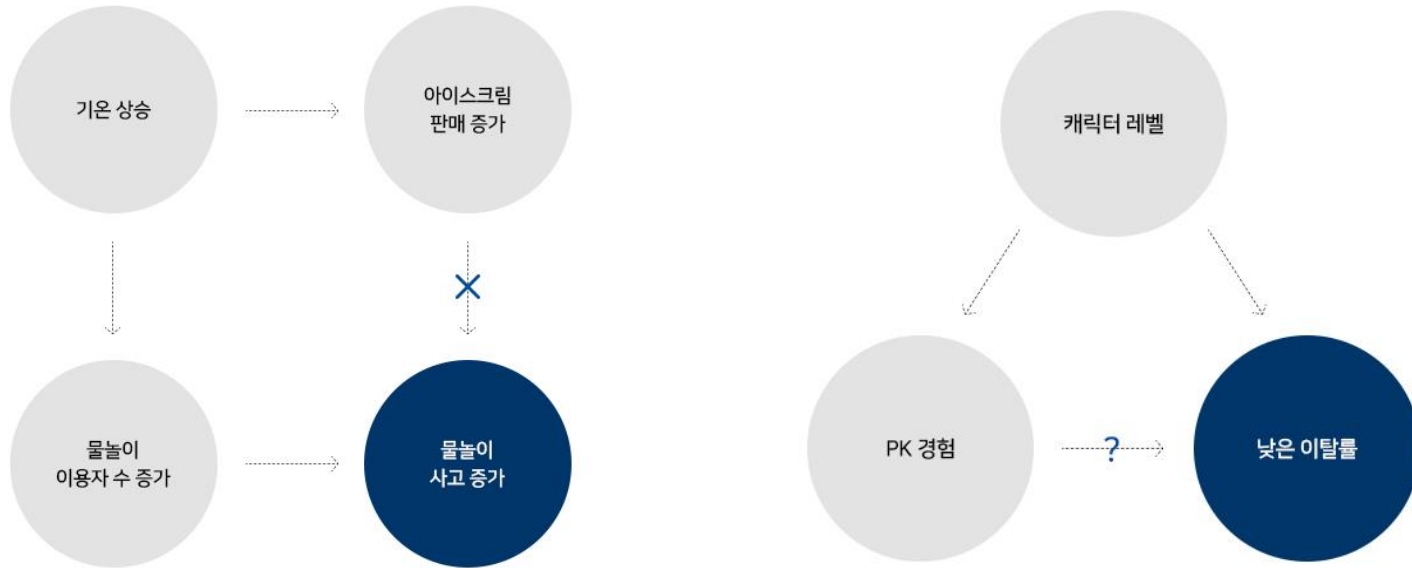 기온 상승
아이스크림
판매 증가
물놀이
이용자 수 증가
물놀이
사고 증가
캐릭터 레벨
PK 경험
?
낮은 이탈률